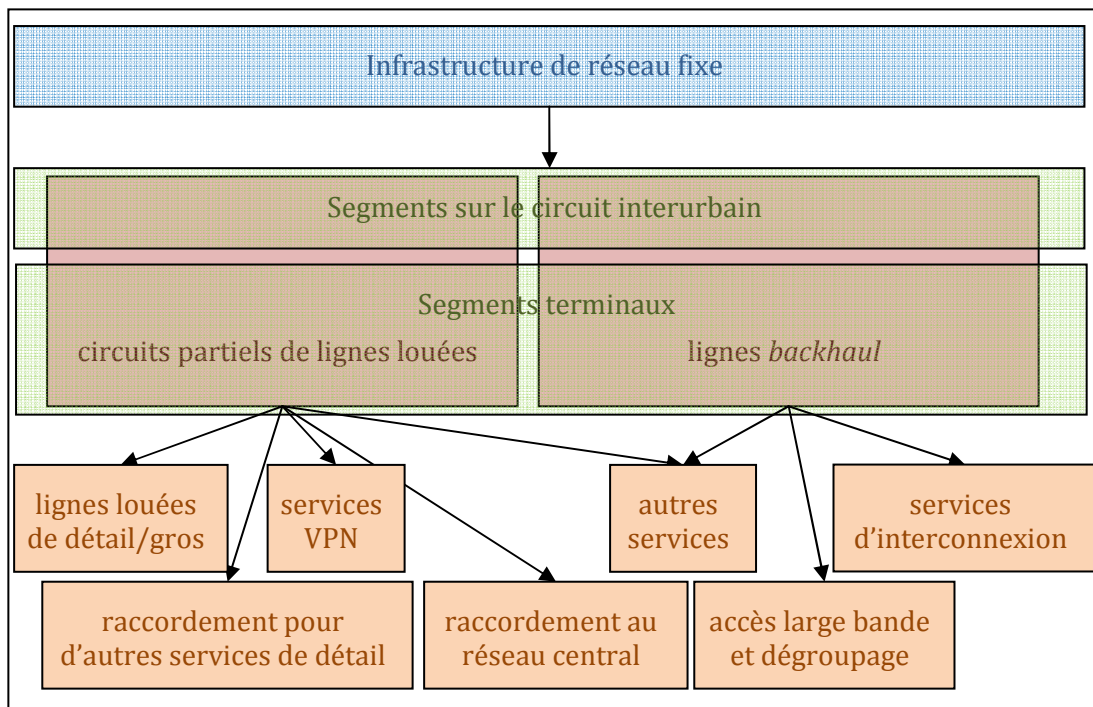 Infrastructure de réseau fixe
Segments sur le circuit interurbain
Segments terminaux
circuits partiels de lignes louées
lignes backhaul
lignes louées
de détail/gros
services
VPN
autres
services
services
d'interconnexion
raccordement pour
d'autres services de détail
raccordement au
réseau central
accès large bande
et dégroupage